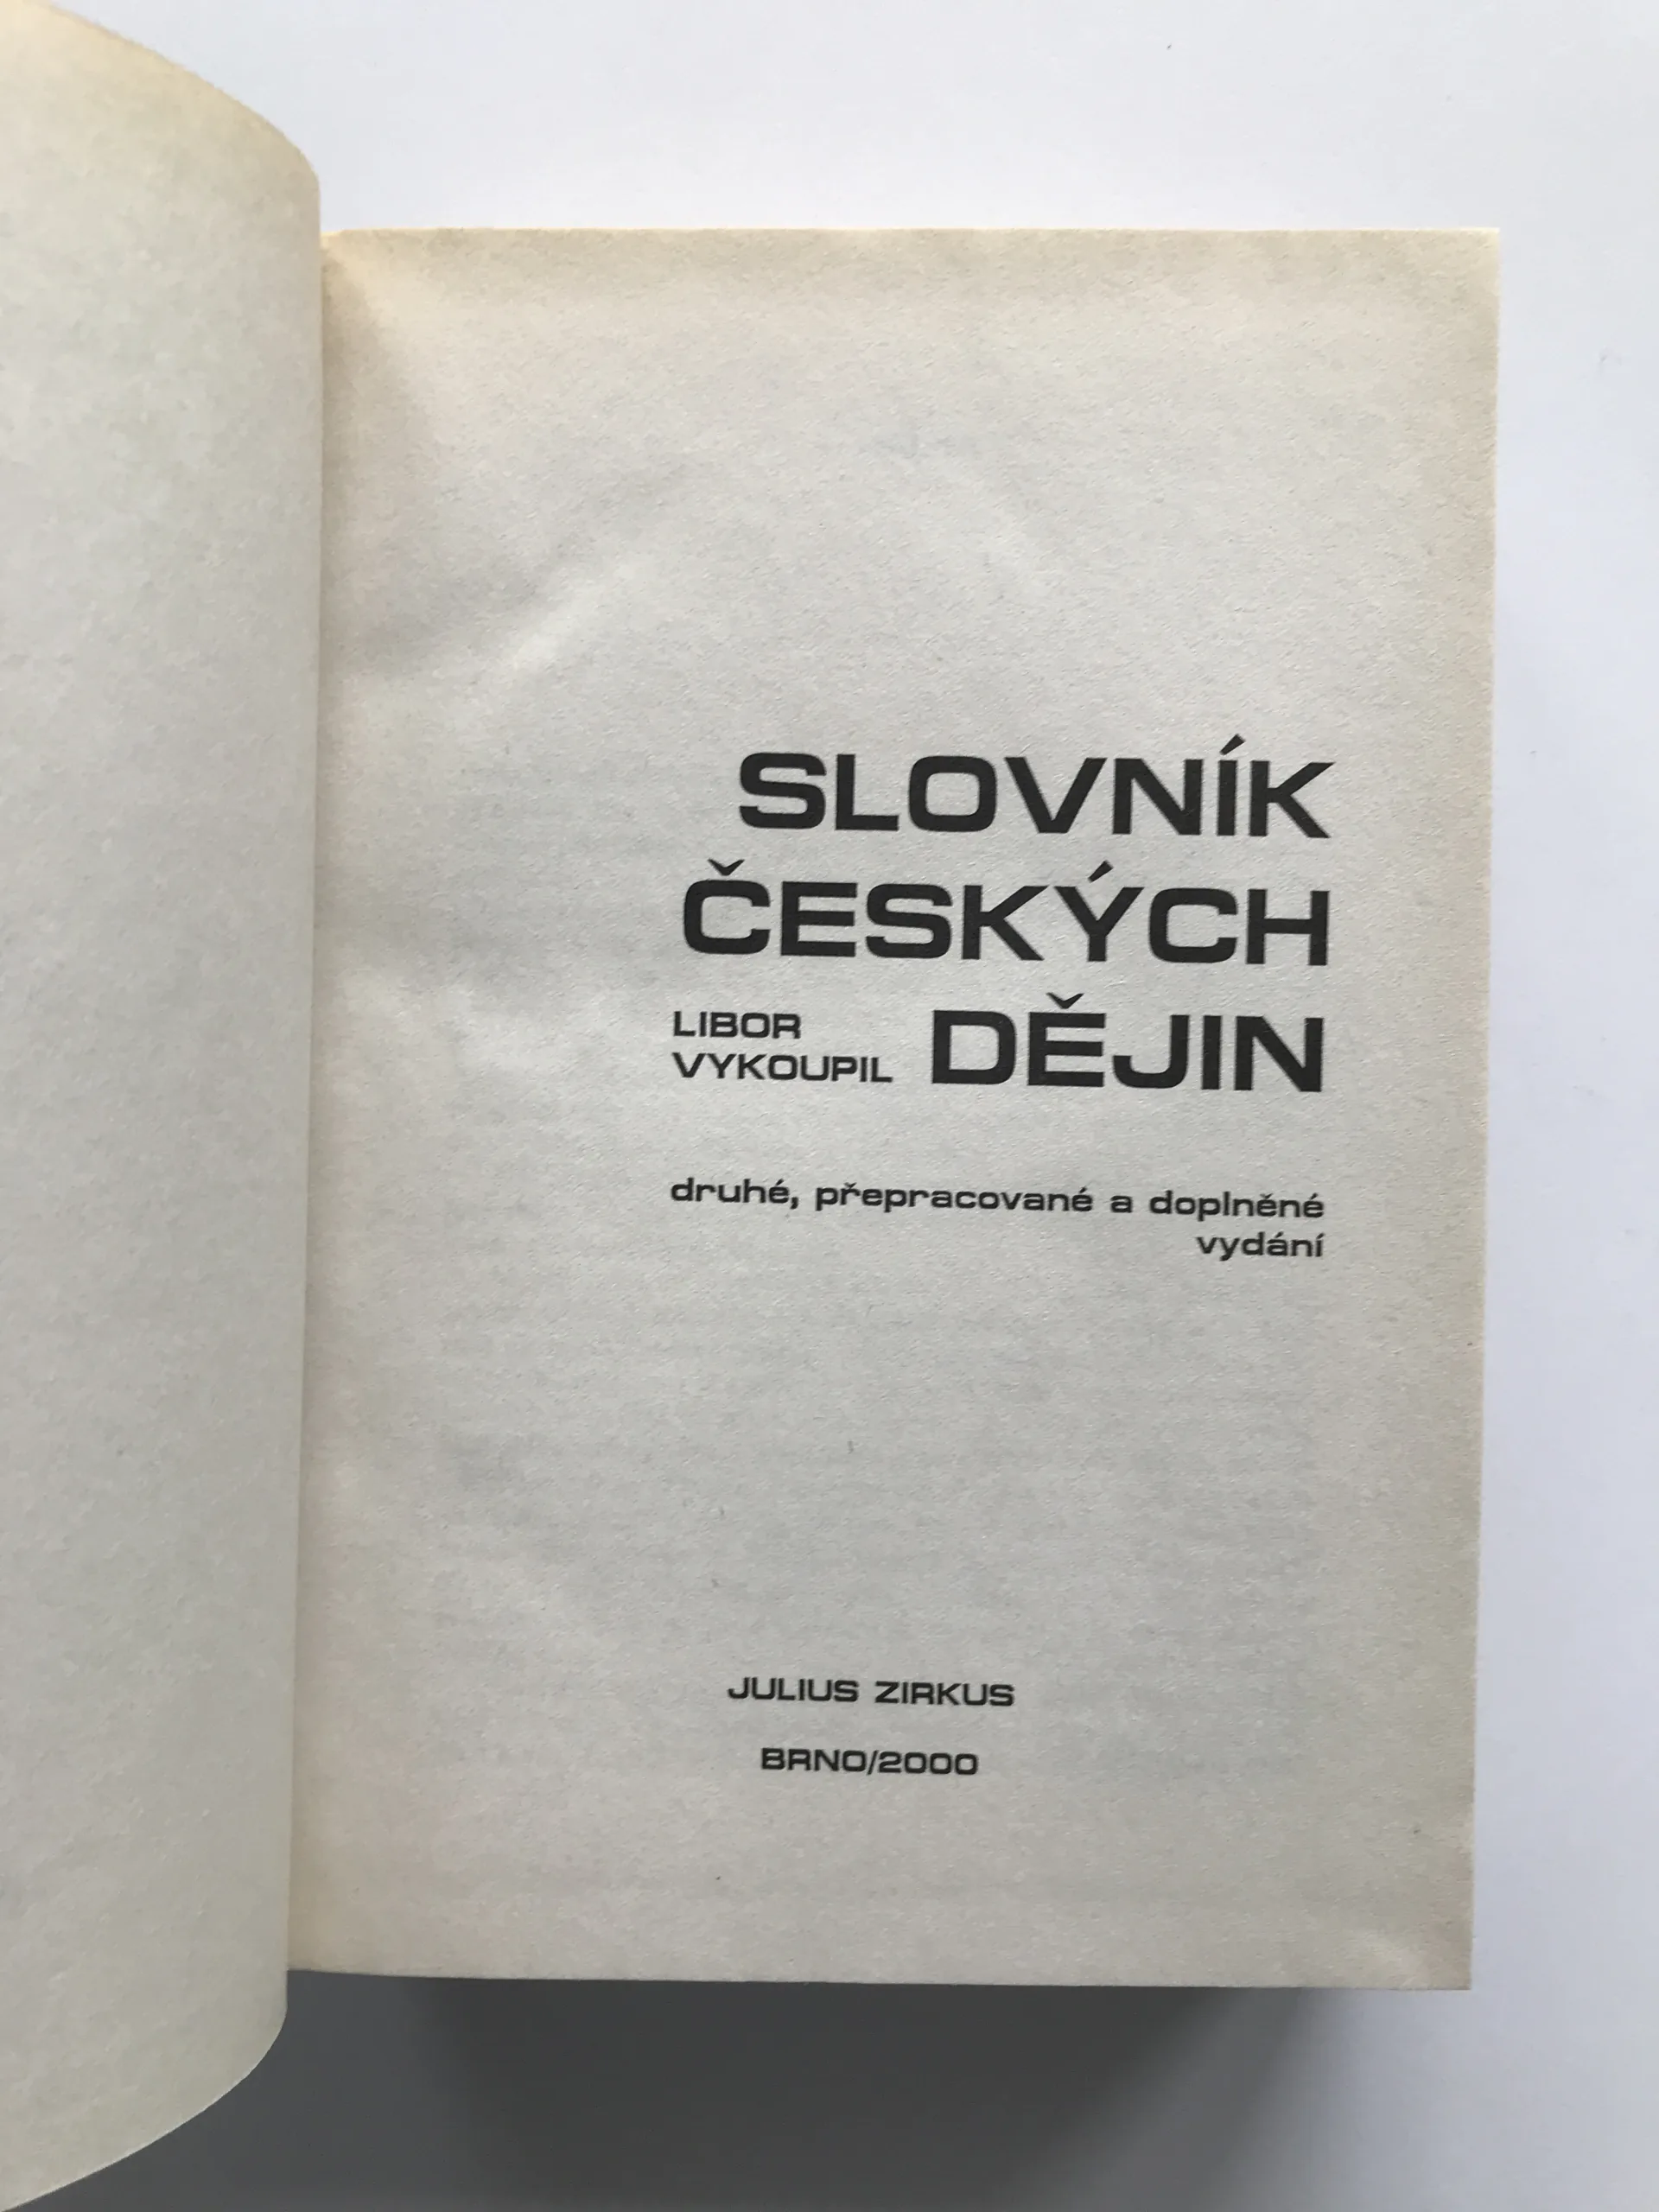 SLOVNÍK
ČESKÝCH
LIBOR
VYKOUPIL
DĚJIN
druhé, přepracované a doplněné
vydání
JULIUS ZIRKUS
BRNO/2000